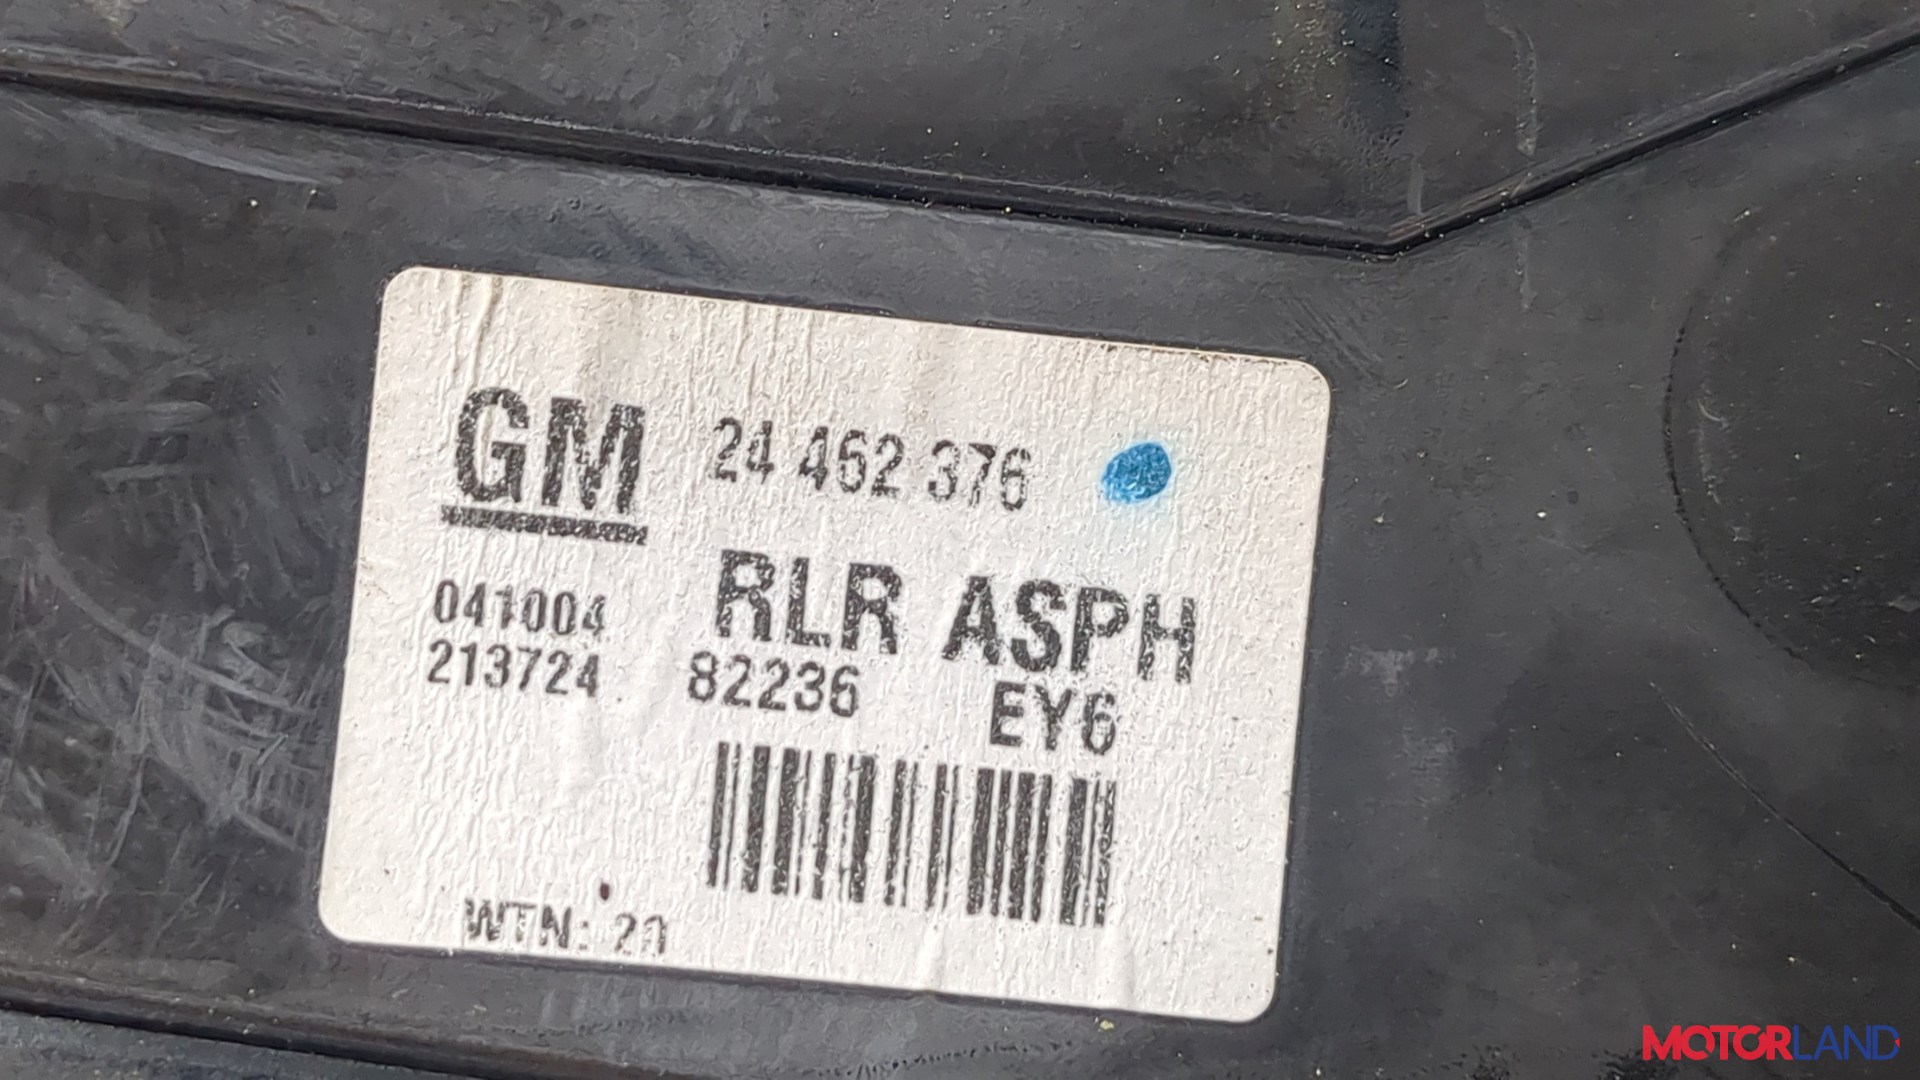 GM 24 462 376
RLR ASPH
041004
213724 82236 EY6
WTN: 20
MOTORLAND